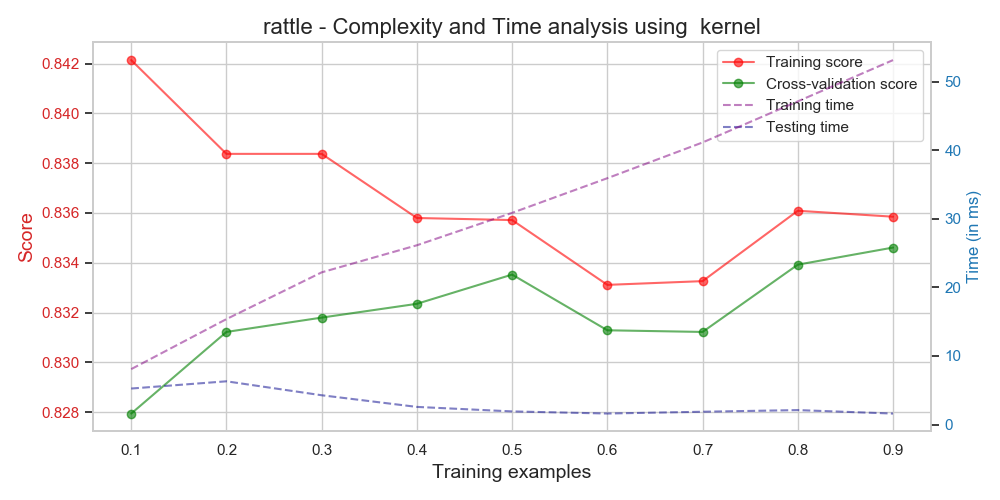 rattle - Complexity and Time analysis using  kernel
Score
0.842
0.840
0.838
0.836
0.834
0.832
0.830
0.828
Training score
Cross-validation score
Training time
Testing time
50
40
30
20
10
0
Time (in ms)
0.1 0.2 0.3 0.4 0.5 0.6 0.7 0.8 0.9
Training examples